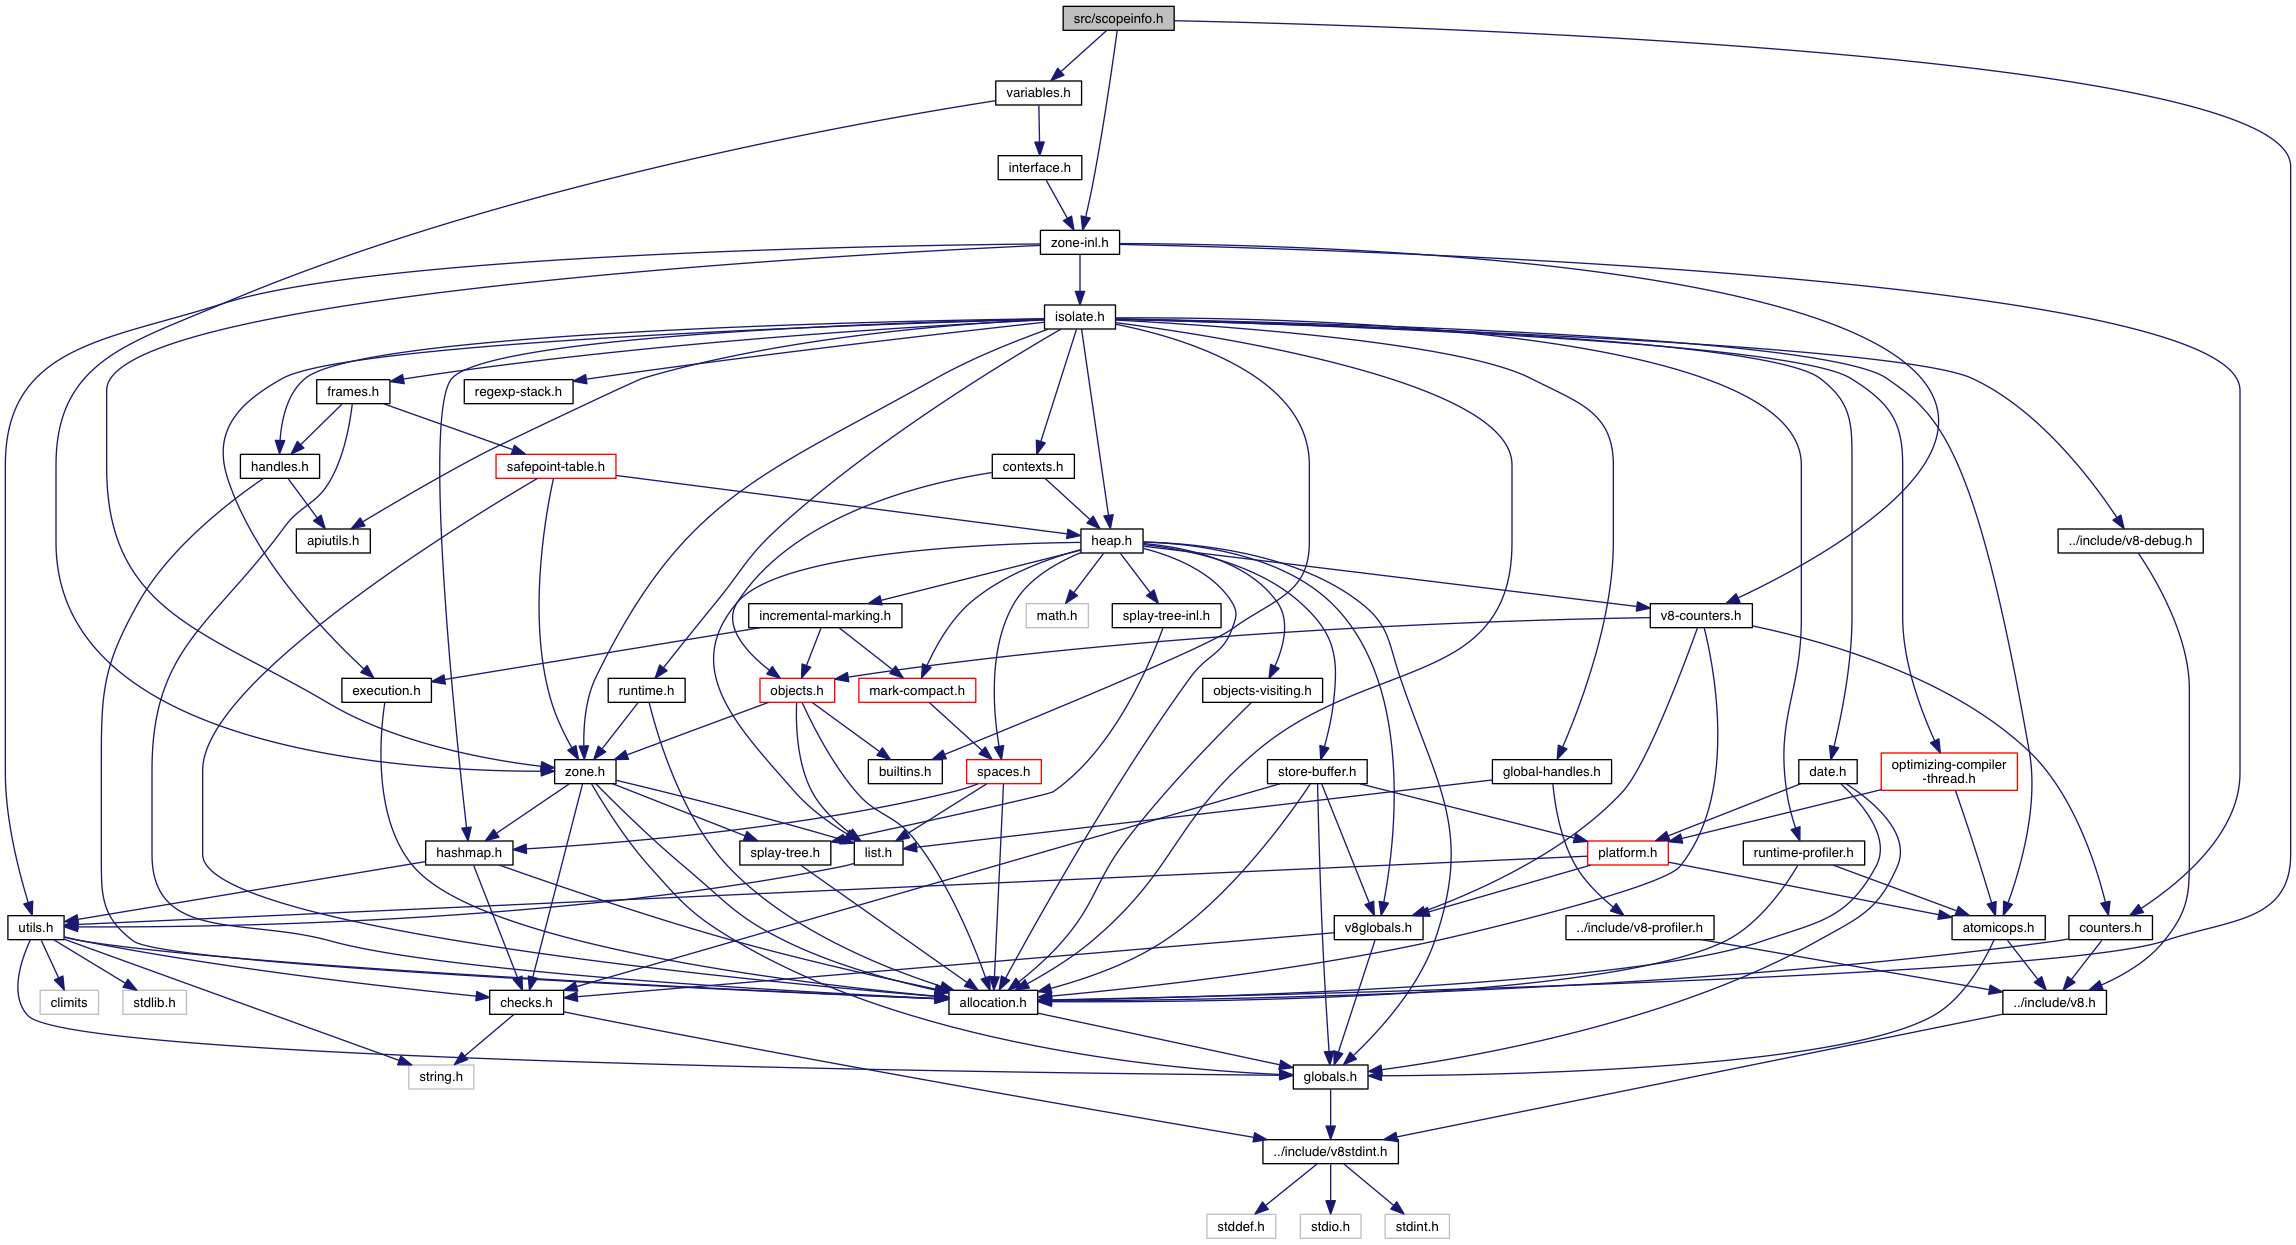 src/scopeinfo.h
variables.h
interface.h
zone-inl.h
isolate.h
frames.h
regexp-stack.h
handles.h
safepoint-table.h
contexts.h
apiutils.h
heap.h
../include/v8-debug.h
incremental-marking.h
math.h
splay-tree-inl.h
v8-counters.h
execution.h
runtime.h
objects.h
mark-compact.h
objects-visiting.h
zone.h
builtins.h
spaces.h
store-buffer.h
global-handles.h
date.h
optimizing-compiler
-thread.h
hashmap.h
splay-tree.h
list.h
platform.h
runtime-profiler.h
utils.h
v8globals.h
../include/v8-profiler.h
atomicops.h
counters.h
climits
stdlib.h
checks.h
allocation.h
../include/v8.h
string.h
globals.h
../include/v8stdint.h
stddef.h
stdio.h
stdint.h